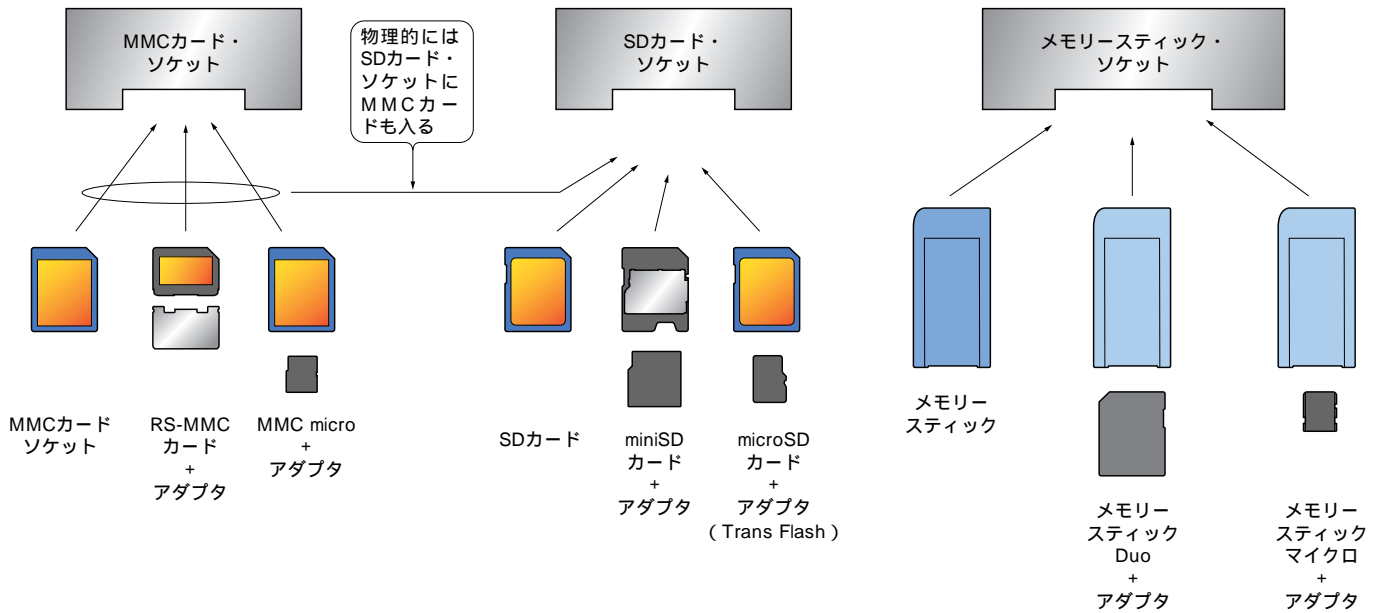 MMCカード・
ソケット
物理的には
SDカード・
ソケットに
MMCカー
ドも入る
SDカード・
ソケット
メモリースティック・
ソケット
MMCカード
ソケット
RS-MMC
カード
+
アダプタ
MMC micro
+
アダプタ
SDカード
miniSD
カード
+
アダプタ
microSD
カード
+
アダプタ
(Trans Flash)
メモリー
スティック
メモリー
スティック
Duo
+
アダプタ
メモリー
スティック
マイクロ
+
アダプタ